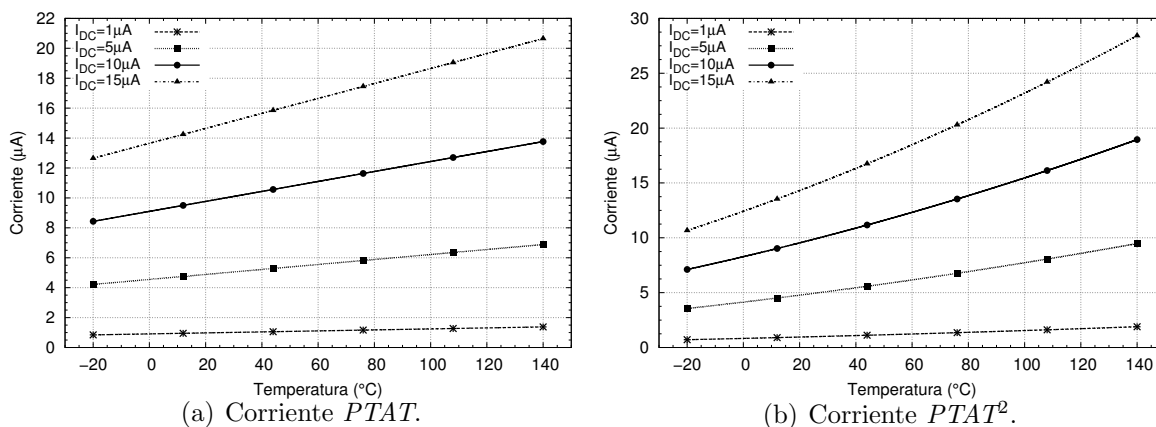 22
20
18
16
14
12
10
8
6
4
2
0
Corriente (μA)
I_DC=1μA
I_DC=5μA
I_DC=10μA
I_DC=15μA
−20 0 20 40 60 80 100 120 140
Temperatura (°C)
(a) Corriente PTAT.
30
25
20
15
10
5
0
Corriente (μA)
I_DC=1μA
I_DC=5μA
I_DC=10μA
I_DC=15μA
−20 0 20 40 60 80 100 120 140
Temperatura (°C)
(b) Corriente PTAT².